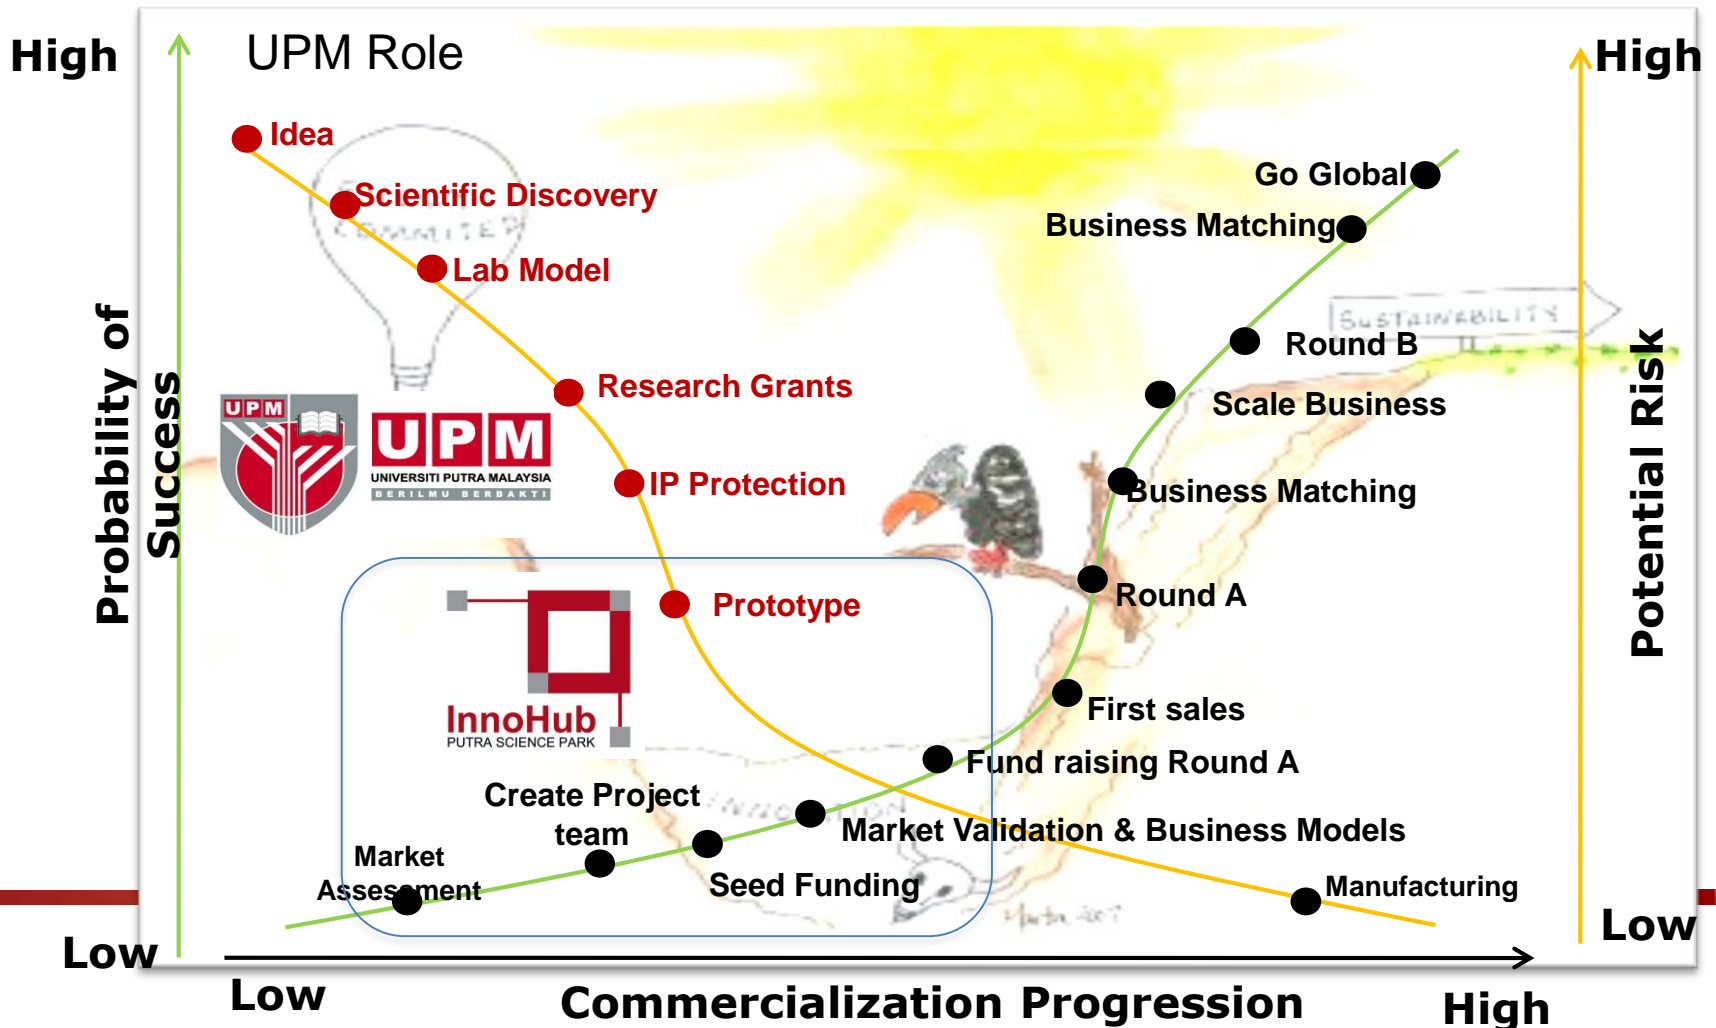 High
UPM Role
High
Idea
Scientific Discovery
COMMITED
Lab Model
Go Global
Business Matching
SUSTAINABILITY
Round B
Research Grants
Scale Business
Probability of
Success
Potential Risk
UPM
UPM
UNIVERSITI PUTRA MALAYSIA
BERILMU BERBAKTI
IP Protection
Business Matching
Prototype
Round A
InnoHub
PUTRA SCIENCE PARK
First sales
Fund raising Round A
Create Project
team
INNOVATION
Market Validation & Business Models
Market
Assessment
Seed Funding
Manufacturing
Low
Low
Low
Commercialization Progression
High